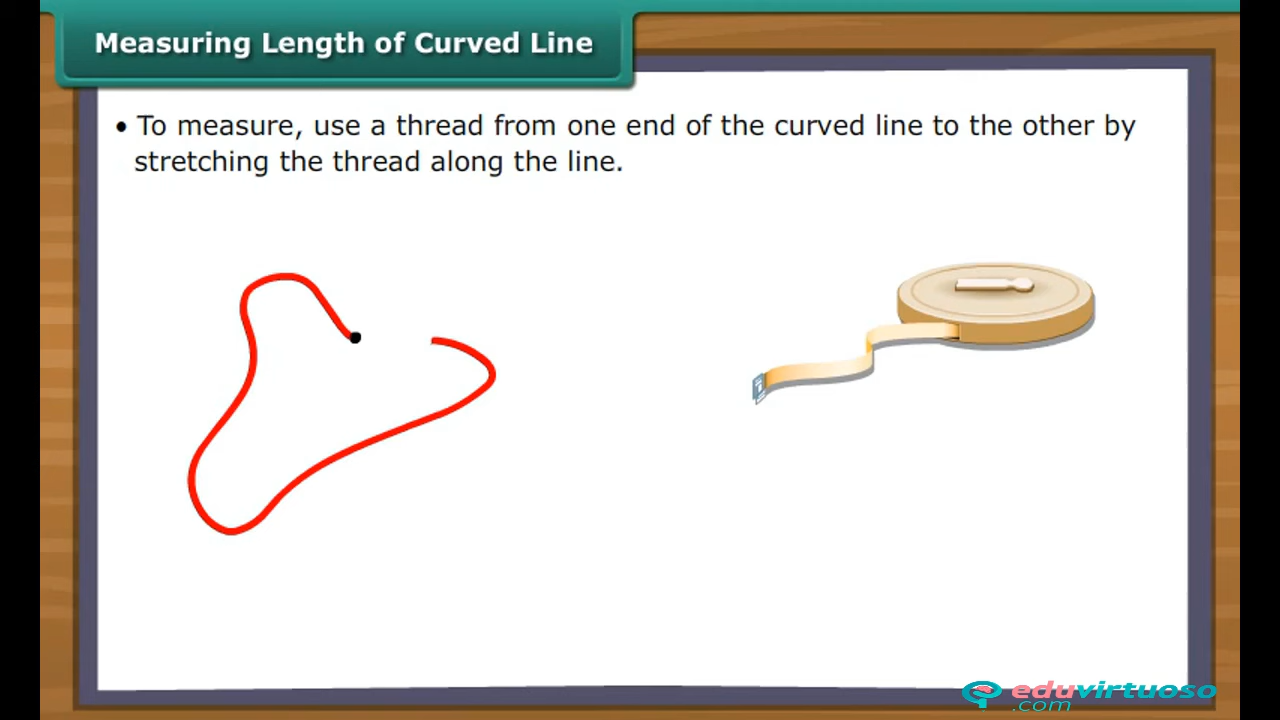 Measuring Length of Curved Line
• To measure, use a thread from one end of the curved line to the other by
stretching the thread along the line.
eduvirtuoso
.com